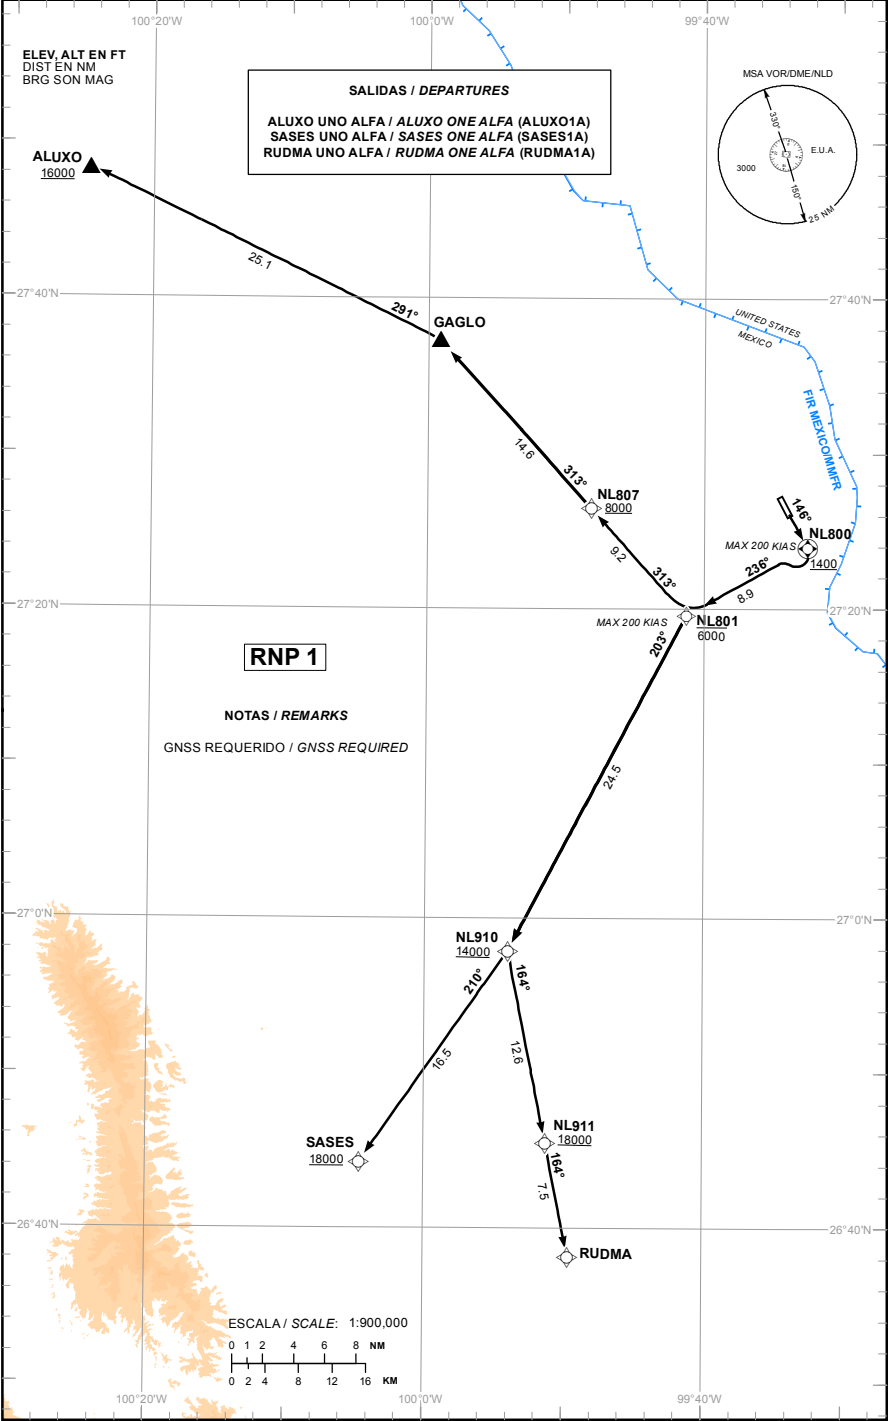 100°20'W 100°0'W 99°40'W
ELEV, ALT EN FT
DIST EN NM
BRG SON MAG
SALIDAS / DEPARTURES
ALUXO UNO ALFA / ALUXO ONE ALFA (ALUXO1A)
SASES UNO ALFA / SASES ONE ALFA (SASES1A)
RUDMA UNO ALFA / RUDMA ONE ALFA (RUDMA1A)
MSA VOR/DME/NLD
330°
E.U.A.
3000
150°
25 NM
ALUXO
16000
25.1
27°40'N 27°40'N
291°
GAGLO
UNITED STATES
MEXICO
FIR MEXICO/MMFR
14.6
313°
NL807
8000
146°
NL800
MAX 200 KIAS
1400
9.2
313°
236°
8.9
27°20'N 27°20'N
MAX 200 KIAS
NL801
6000
203°
RNP 1
NOTAS / REMARKS
GNSS REQUERIDO / GNSS REQUIRED
24.5
27°0'N 27°0'N
NL910
14000
210°
164°
16.5
12.6
NL911
18000
SASES
18000
164°
7.5
26°40'N 26°40'N
RUDMA
ESCALA / SCALE: 1:900,000
0 1 2 4 6 8 NM
0 2 4 8 12 16 KM
100°20'W 100°0'W 99°40'W